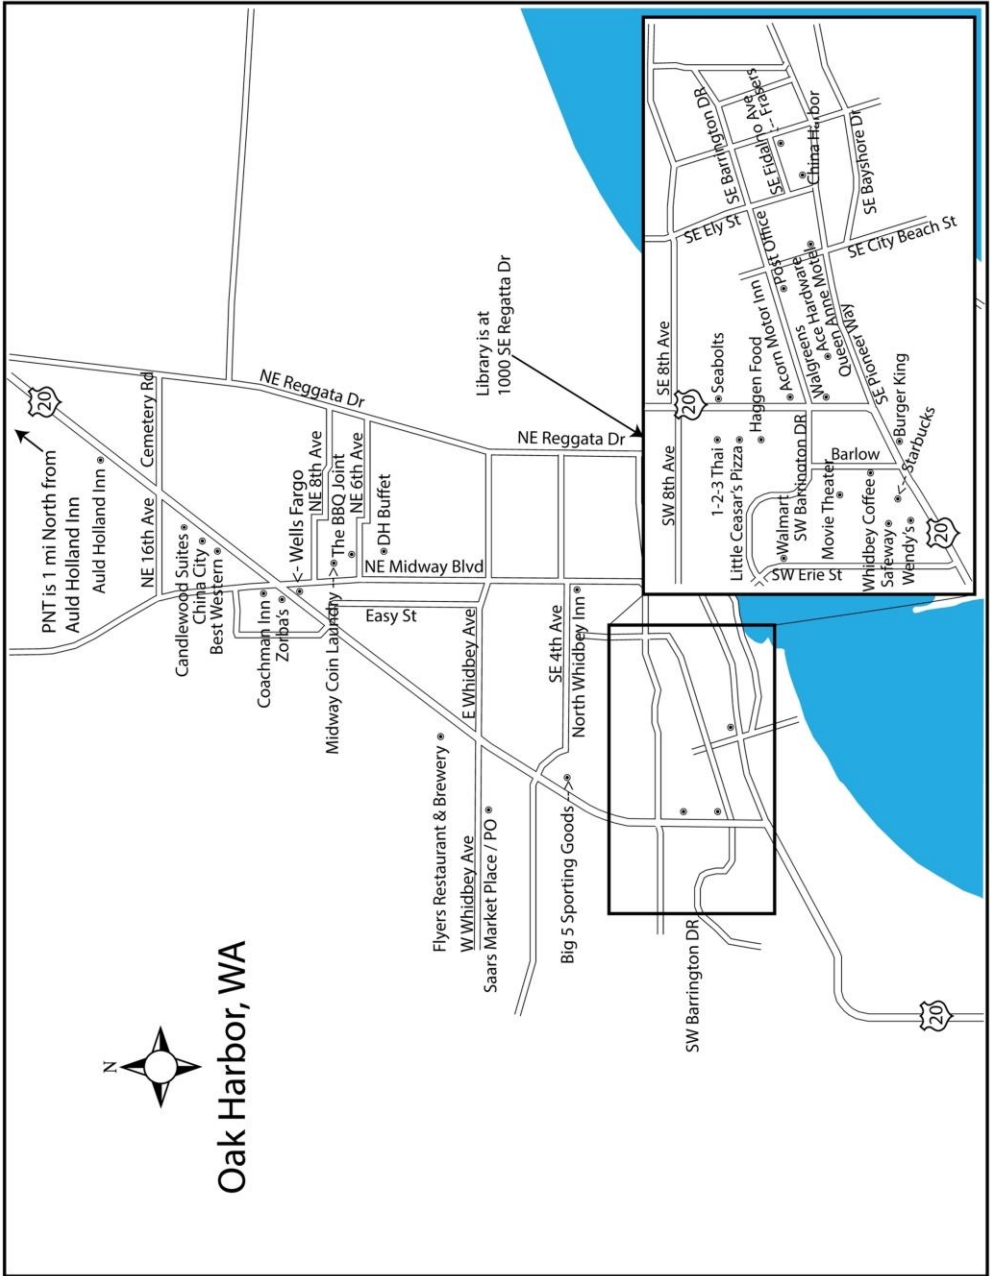 Oak Harbor, WA
N
PNT is 1 mi North from
Auld Holland Inn
Auld Holland Inn
20
Cemetery Rd
NE 16th Ave
Candlewood Suites
China City
Best Western
Coachman Inn
Zorba's
<- Wells Fargo
NE 8th Ave
Midway Coin Laundry -->
The BBQ Joint
NE 6th Ave
DH Buffet
NE Midway Blvd
Easy St
NE Reggata Dr
NE Reggata Dr
Library is at
1000 SE Regatta Dr
Flyers Restaurant & Brewery
W Whidbey Ave
E Whidbey Ave
Saars Market Place / PO
SE 4th Ave
North Whidbey Inn
Big 5 Sporting Goods -->
SW Barrington DR
20
SW 8th Ave
SE 8th Ave
20
SE Ely St
SE Barrington DR
SE Fidalgo Ave
<-- Frasers
China Harbor
SE Bayshore Dr
SE City Beach St
Seabolts
1-2-3 Thai
Little Ceasar's Pizza
Haggen Food
Acorn Motor Inn
Post Office
Walgreens
Ace Hardware
Queen Anne Motel
SE Pioneer Way
Walmart
SW Barrington DR
Movie Theater
SW Erie St
Barlow
Burger King
Whidbey Coffee
<-- Starbucks
Safeway
Wendy's
20